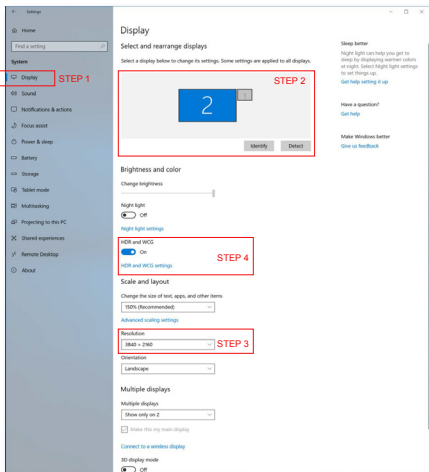 Settings
Home
Find a setting
System
Display
STEP 1
Sound
Notifications & actions
Focus assist
Power & sleep
Battery
Storage
Tablet mode
Multitasking
Projecting to this PC
Shared experiences
Remote Desktop
About
Display
Select and rearrange displays
Select a display below to change its settings. Some settings are applied to all displays.
STEP 2
2
1
Identify
Detect
Brightness and color
Change brightness
Night light
Off
Night light settings
HDR and WCG
On
STEP 4
HDR and WCG settings
Scale and layout
Change the size of text, apps, and other items
150% (Recommended)
Advanced scaling settings
Resolution
3840 × 2160
STEP 3
Orientation
Landscape
Multiple displays
Multiple displays
Show only on 2
Make this my main display
Connect to a wireless display
3D display mode
Off
Sleep better
Night light can help you get to
sleep by displaying warmer colors
at night. Select Night light settings
to set things up.
Get help setting it up
Have a question?
Get help
Make Windows better
Give us feedback